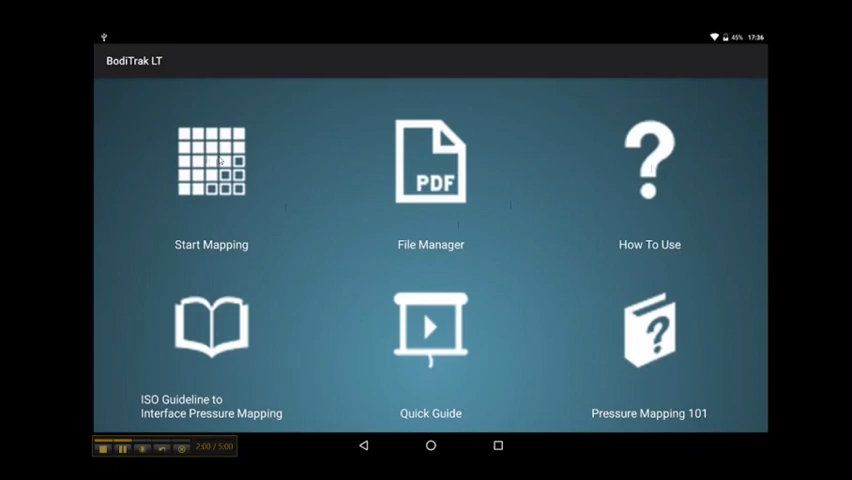 45% 17:36
BodiTrak LT
PDF
Start Mapping
File Manager
How To Use
ISO Guideline to
Interface Pressure Mapping
Quick Guide
Pressure Mapping 101
2:00 / 5:00